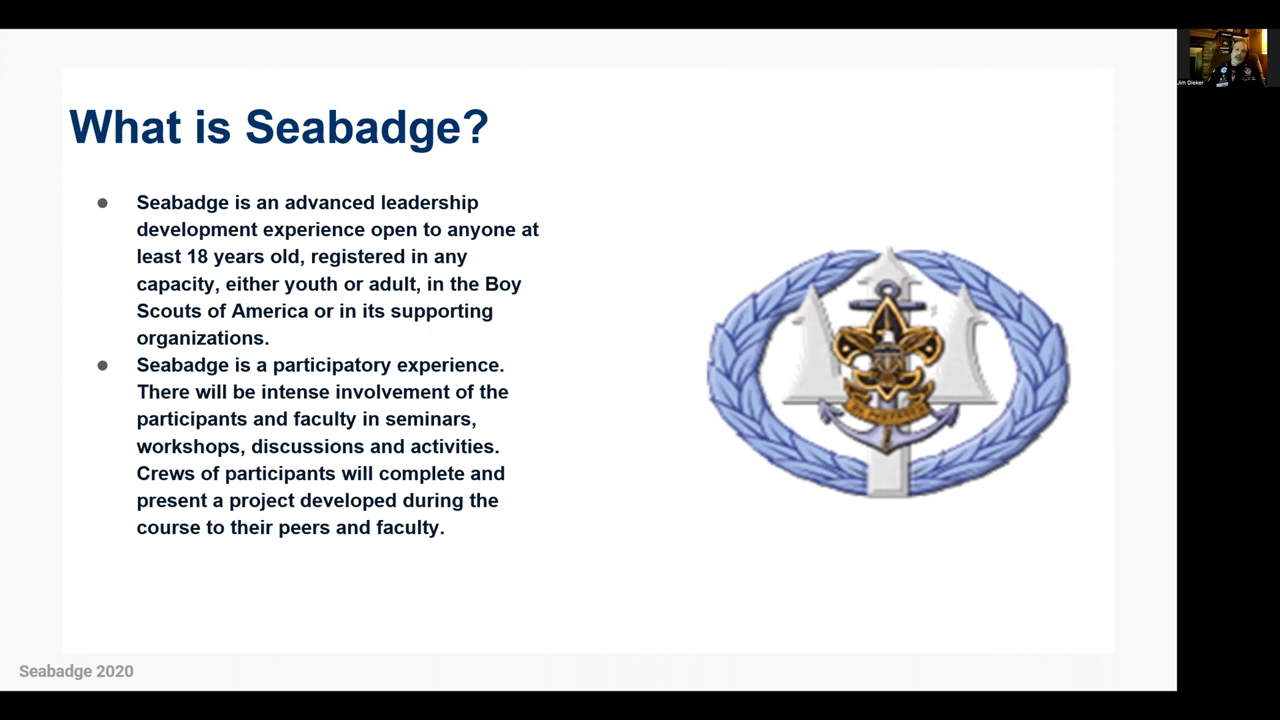 What is Seabadge?
Seabadge is an advanced leadership
development experience open to anyone at
least 18 years old, registered in any
capacity, either youth or adult, in the Boy
Scouts of America or in its supporting
organizations.
Seabadge is a participatory experience.
There will be intense involvement of the
participants and faculty in seminars,
workshops, discussions and activities.
Crews of participants will complete and
present a project developed during the
course to their peers and faculty.
Seabadge 2020
Jim Dieker